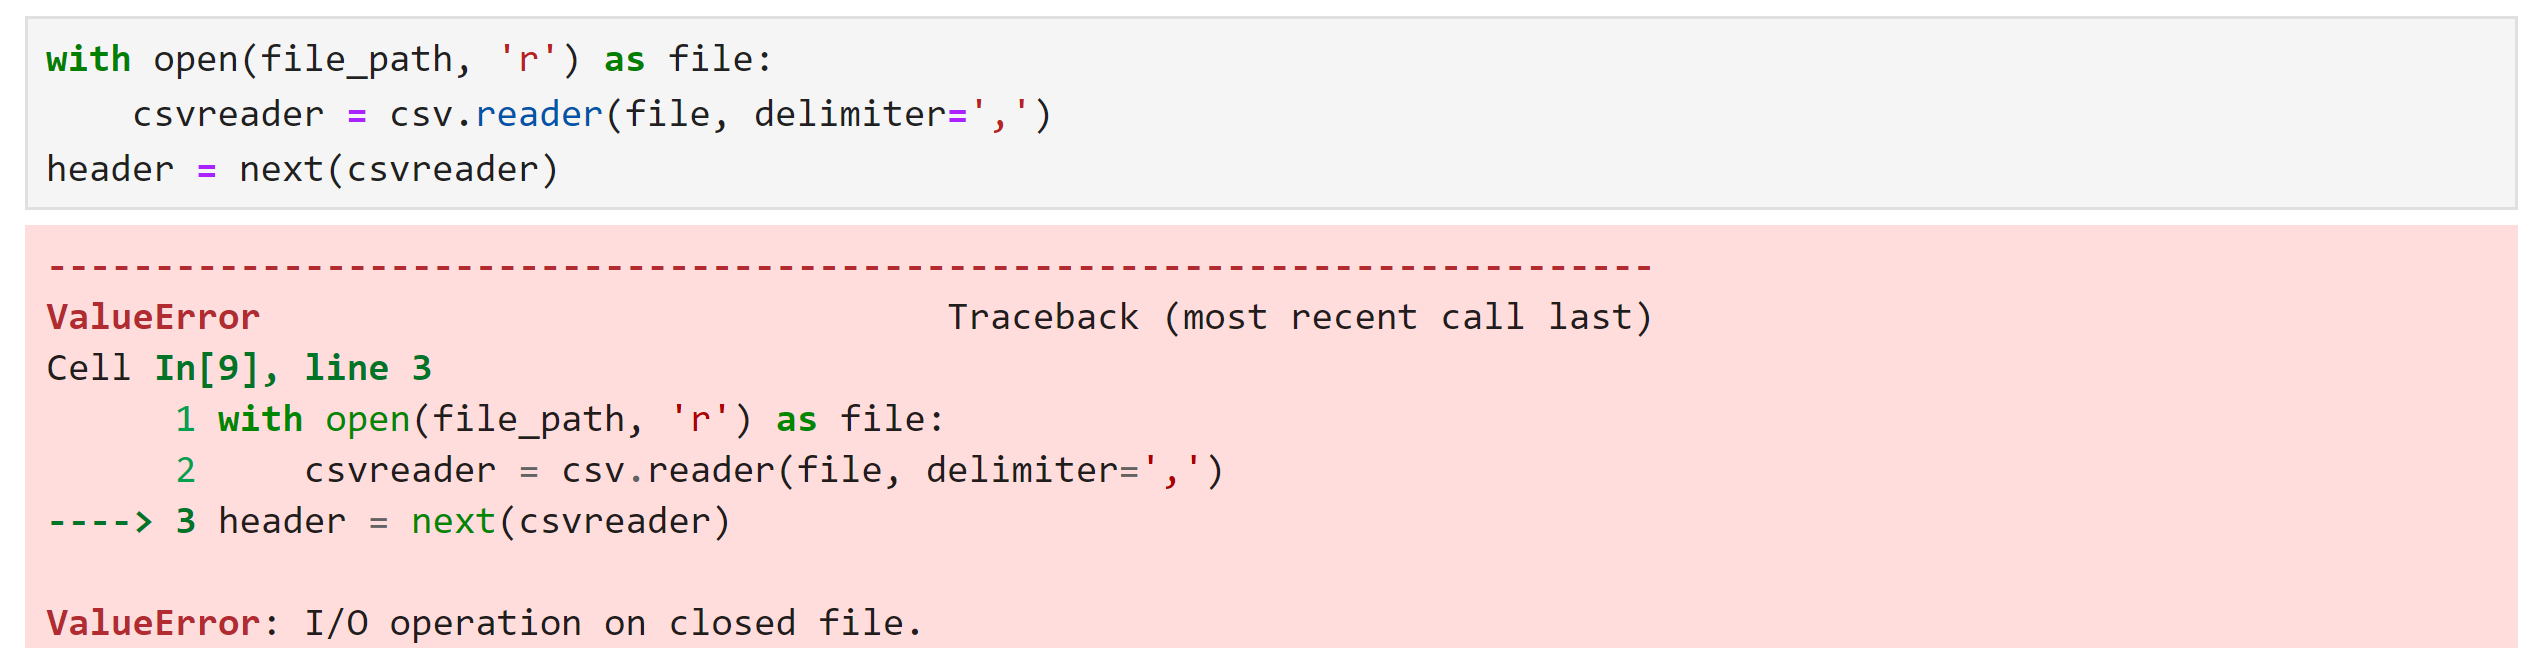 with open(file_path, 'r') as file:
    csvreader = csv.reader(file, delimiter=',')
header = next(csvreader)
---------------------------------------------------------------------------
ValueError                                Traceback (most recent call last)
Cell In[9], line 3
      1 with open(file_path, 'r') as file:
      2     csvreader = csv.reader(file, delimiter=',')
----> 3 header = next(csvreader)
ValueError: I/O operation on closed file.